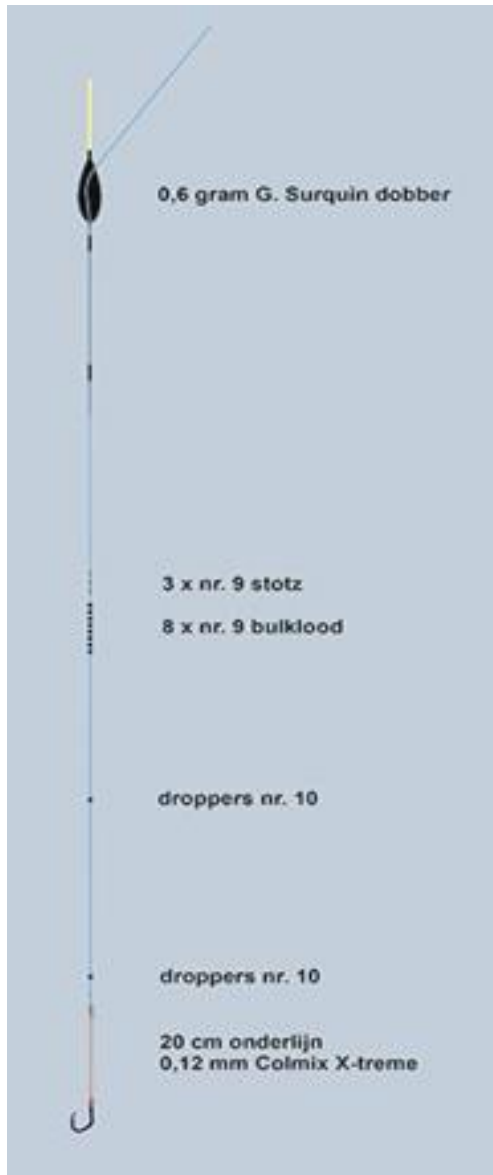 0,6 gram G. Surquin dobber
3 x nr. 9 stotz
8 x nr. 9 bulklood
droppers nr. 10
droppers nr. 10
20 cm onderlijn
0,12 mm Colmix X-treme